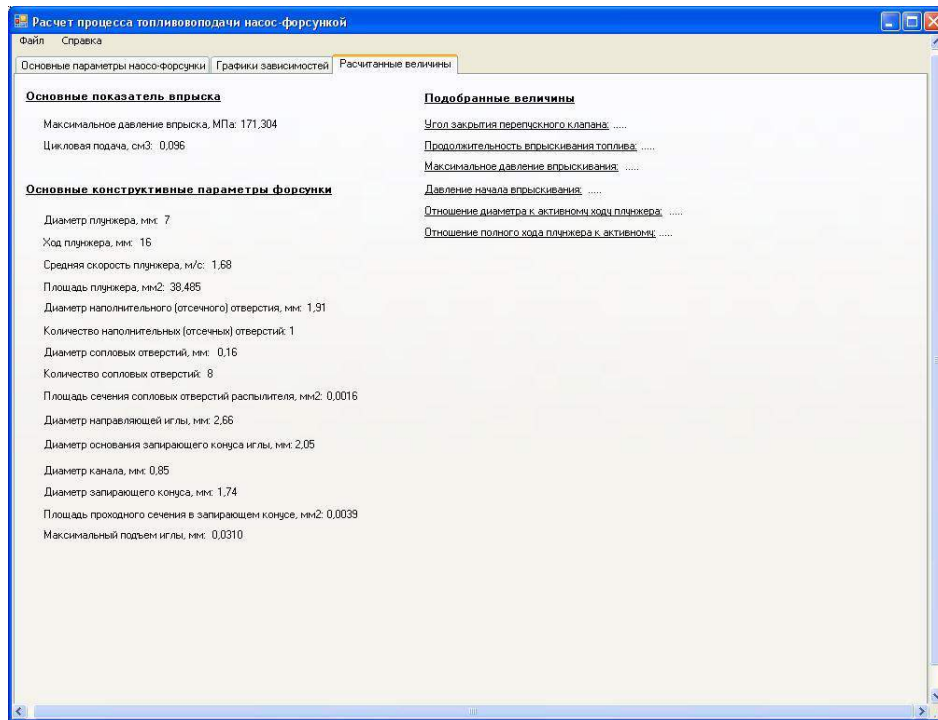 Расчет процесса топливовоподачи насос-форсункой
Файл Справка
Основные параметры наосо-форсунки Графики зависимостей Расчитанные величины
Основные показатель впрыска
Максимальное давление впрыска, МПа: 171,304
Цикловая подача, см3: 0,096
Основные конструктивные параметры форсунки
Диаметр плунжера, мм: 7
Ход плунжера, мм: 16
Средняя скорость плунжера, м/с: 1,68
Площадь плунжера, мм2: 38,485
Диаметр наполнительного (отсечного) отверстия, мм: 1,91
Количество наполнительных (отсечных) отверстий: 1
Диаметр сопловых отверстий, мм: 0,16
Количество сопловых отверстий: 8
Площадь сечения сопловых отверстий распылителя, мм2: 0,0016
Диаметр направляющей иглы, мм: 2,66
Диаметр основания запирающего конуса иглы, мм: 2,05
Диаметр канала, мм: 0,85
Диаметр запирающего конуса, мм: 1,74
Площадь проходного сечения в запирающем конусе, мм2: 0,0039
Максимальный подъем иглы, мм: 0,0310
Подобранные величины
Угол закрытия перепускного клапана: .....
Продолжительность впрыскивания топлива: .....
Максимальное давление впрыскивания: .....
Давление начала впрыскивания: .....
Отношение диаметра к активному ходу плунжера: .....
Отношение полного хода плунжера к активному: .....